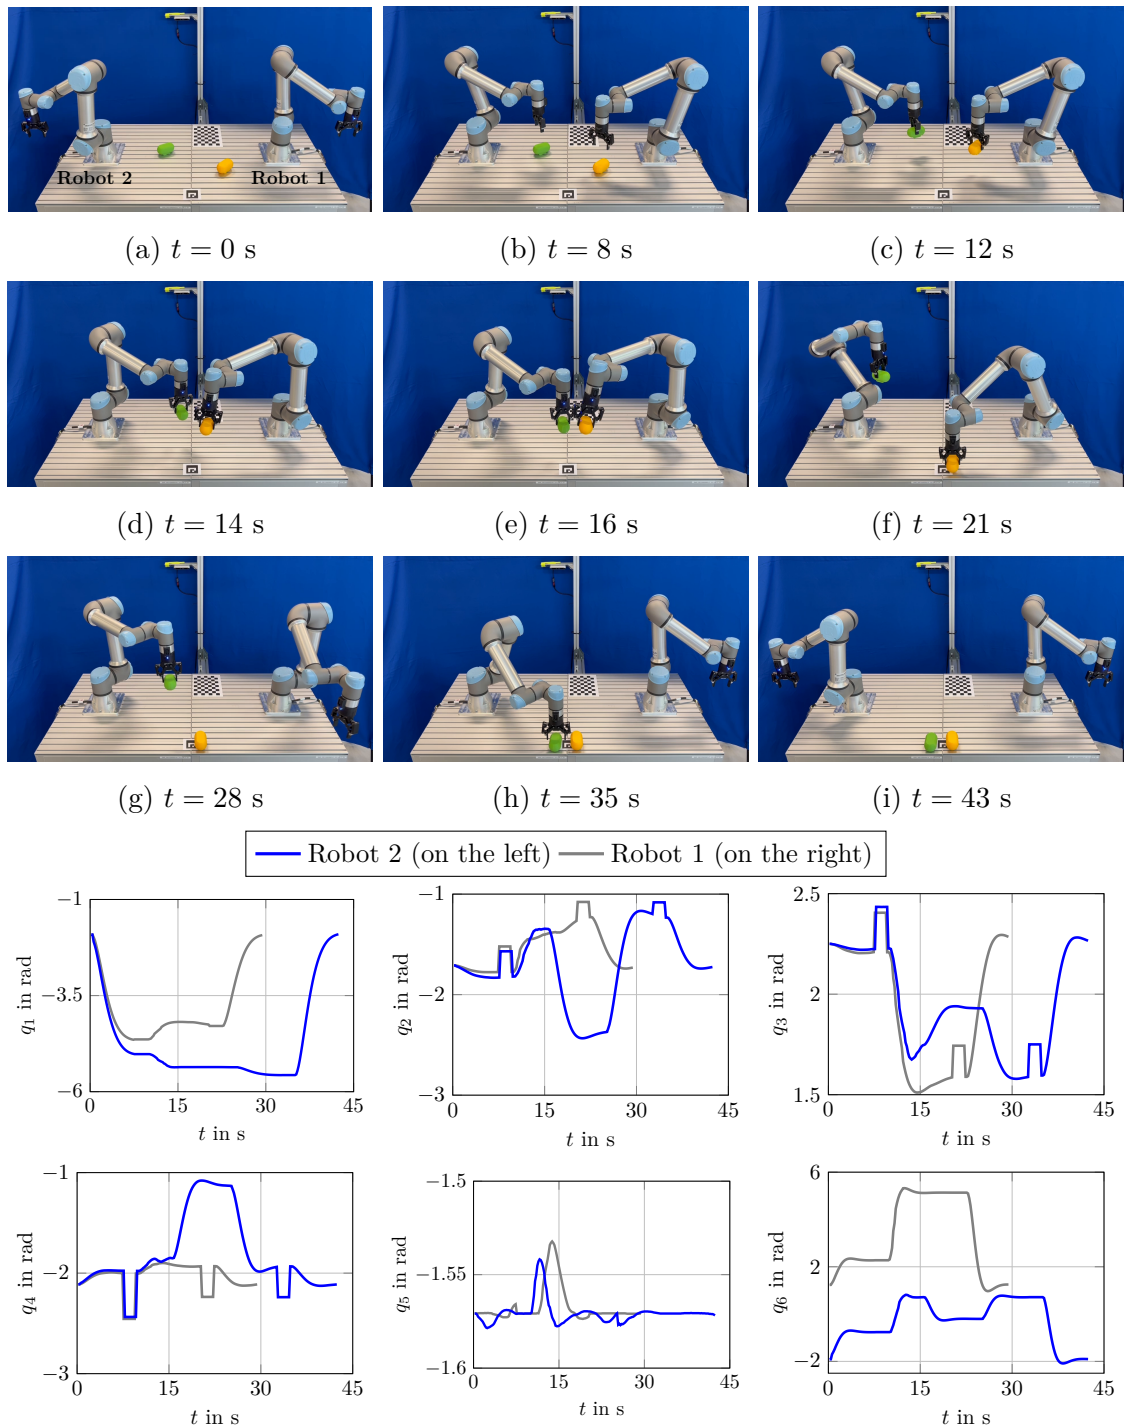 Robot 2 Robot 1
(a) t = 0 s (b) t = 8 s (c) t = 12 s
(d) t = 14 s (e) t = 16 s (f) t = 21 s
(g) t = 28 s (h) t = 35 s (i) t = 43 s
Robot 2 (on the left) Robot 1 (on the right)
q1 in rad
−1
−3.5
−6
0 15 30 45
t in s
q2 in rad
−1
−2
−3
0 15 30 45
t in s
q3 in rad
2.5
2
1.5
0 15 30 45
t in s
q4 in rad
−1
−2
−3
0 15 30 45
t in s
q5 in rad
−1.5
−1.55
−1.6
0 15 30 45
t in s
q6 in rad
6
2
−2
0 15 30 45
t in s